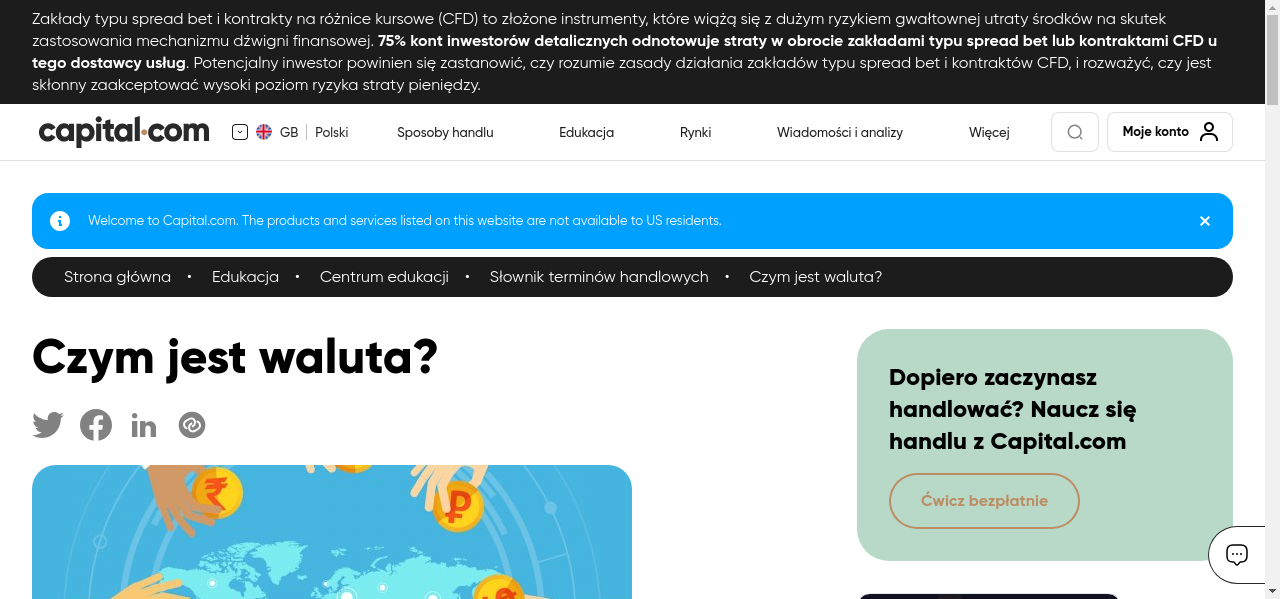 Zakłady typu spread bet i kontrakty na różnice kursowe (CFD) to złożone instrumenty, które wiążą się z dużym ryzykiem gwałtownej utraty środków na skutek
zastosowania mechanizmu dźwigni finansowej. 75% kont inwestorów detalicznych odnotowuje straty w obrocie zakładami typu spread bet lub kontraktami CFD u
tego dostawcy usług. Potencjalny inwestor powinien się zastanowić, czy rozumie zasady działania zakładów typu spread bet i kontraktów CFD, i rozważyć, czy jest
skłonny zaakceptować wysoki poziom ryzyka straty pieniędzy.
capital.com GB Polski Sposoby handlu Edukacja Rynki Wiadomości i analizy Więcej Moje konto
Welcome to Capital.com. The products and services listed on this website are not available to US residents.
Strona główna • Edukacja • Centrum edukacji • Słownik terminów handlowych • Czym jest waluta?
Czym jest waluta?
Dopiero zaczynasz
handlować? Naucz się
handlu z Capital.com
Ćwicz bezpłatnie